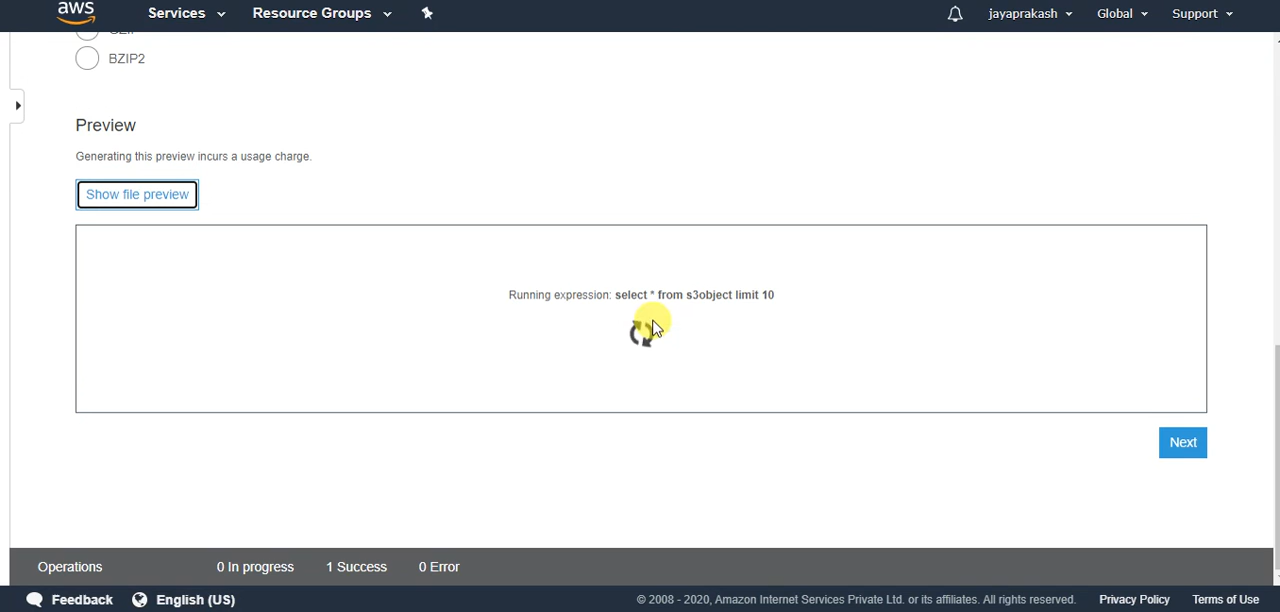 aws Services Resource Groups jayaprakash Global Support
GZIP
BZIP2
Preview
Generating this preview incurs a usage charge.
Show file preview
Running expression: select * from s3object limit 10
Next
Operations 0 In progress 1 Success 0 Error
Feedback English (US) © 2008 - 2020, Amazon Internet Services Private Ltd. or its affiliates. All rights reserved. Privacy Policy Terms of Use